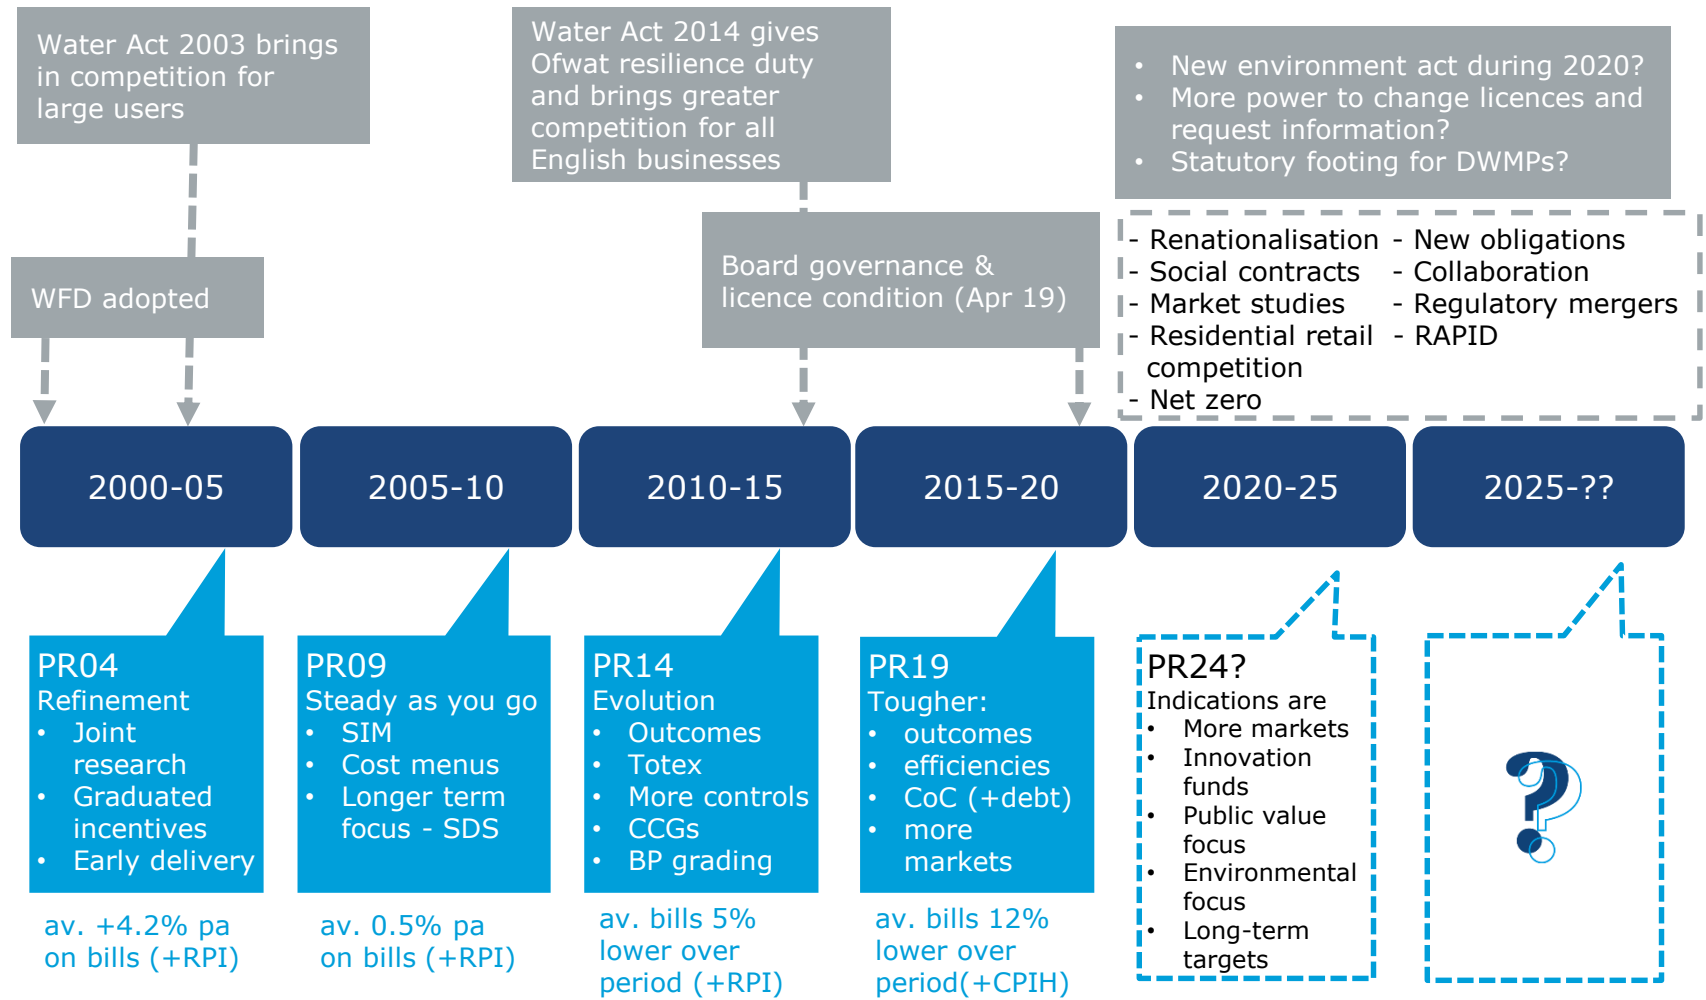 Water Act 2003 brings
in competition for
large users
WFD adopted
Water Act 2014 gives
Ofwat resilience duty
and brings greater
competition for all
English businesses
Board governance &
licence condition (Apr 19)
• New environment act during 2020?
• More power to change licences and
request information?
• Statutory footing for DWMPs?
- Renationalisation
- Social contracts
- Market studies
- Residential retail
competition
- Net zero
- New obligations
- Collaboration
- Regulatory mergers
- RAPID
2000-05
2005-10
2010-15
2015-20
2020-25
2025-??
PR04
Refinement
• Joint
research
• Graduated
incentives
• Early delivery
av. +4.2% pa
on bills (+RPI)
PR09
Steady as you go
• SIM
• Cost menus
• Longer term
focus - SDS
av. 0.5% pa
on bills (+RPI)
PR14
Evolution
• Outcomes
• Totex
• More controls
• CCGs
• BP grading
av. bills 5%
lower over
period (+RPI)
PR19
Tougher:
• outcomes
• efficiencies
• CoC (+debt)
• more
markets
av. bills 12%
lower over
period(+CPIH)
PR24?
Indications are
• More markets
• Innovation
funds
• Public value
focus
• Environmental
focus
• Long-term
targets
?